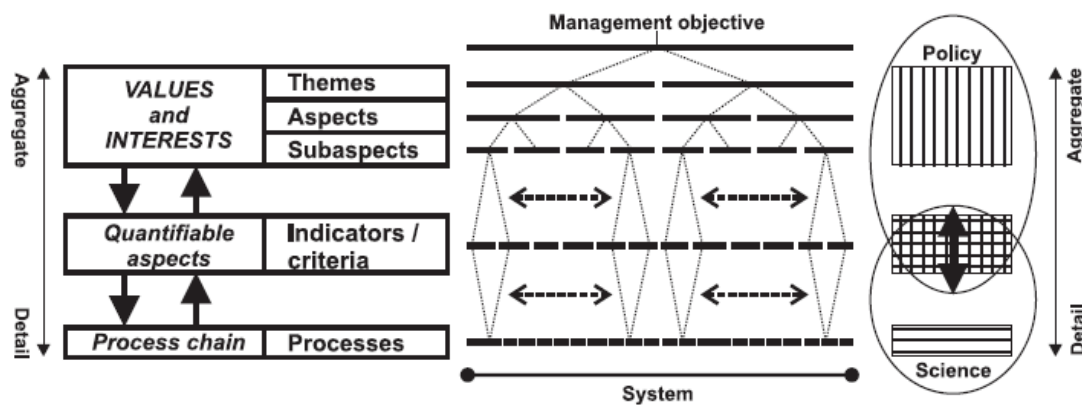 Management objective
Aggregate
VALUES
and
INTERESTS
Themes
Aspects
Subaspects
Quantifiable
aspects
Indicators /
criteria
Detail
Process chain
Processes
System
Policy
Science
Aggregate
Detail